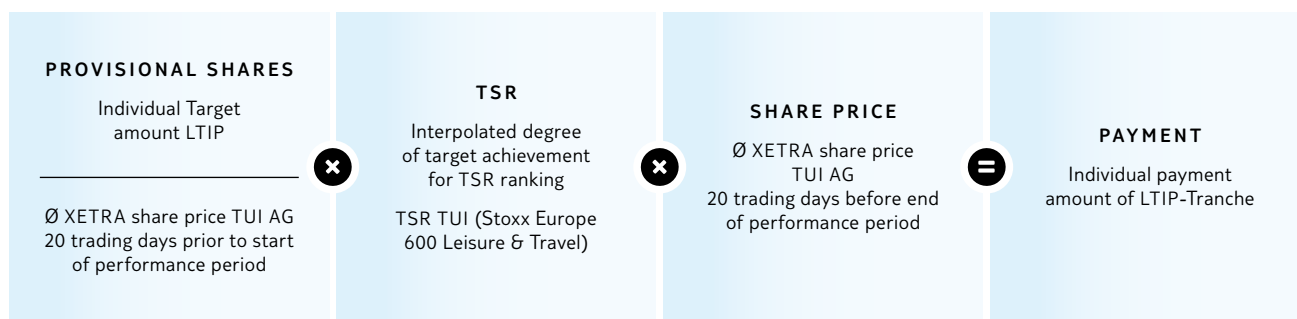 PROVISIONAL SHARES
Individual Target
amount LTIP
Ø XETRA share price TUI AG
20 trading days prior to start
of performance period
×
TSR
Interpolated degree
of target achievement
for TSR ranking
TSR TUI (Stoxx Europe
600 Leisure & Travel)
×
SHARE PRICE
Ø XETRA share price
TUI AG
20 trading days before end
of performance period
=
PAYMENT
Individual payment
amount of LTIP-Tranche